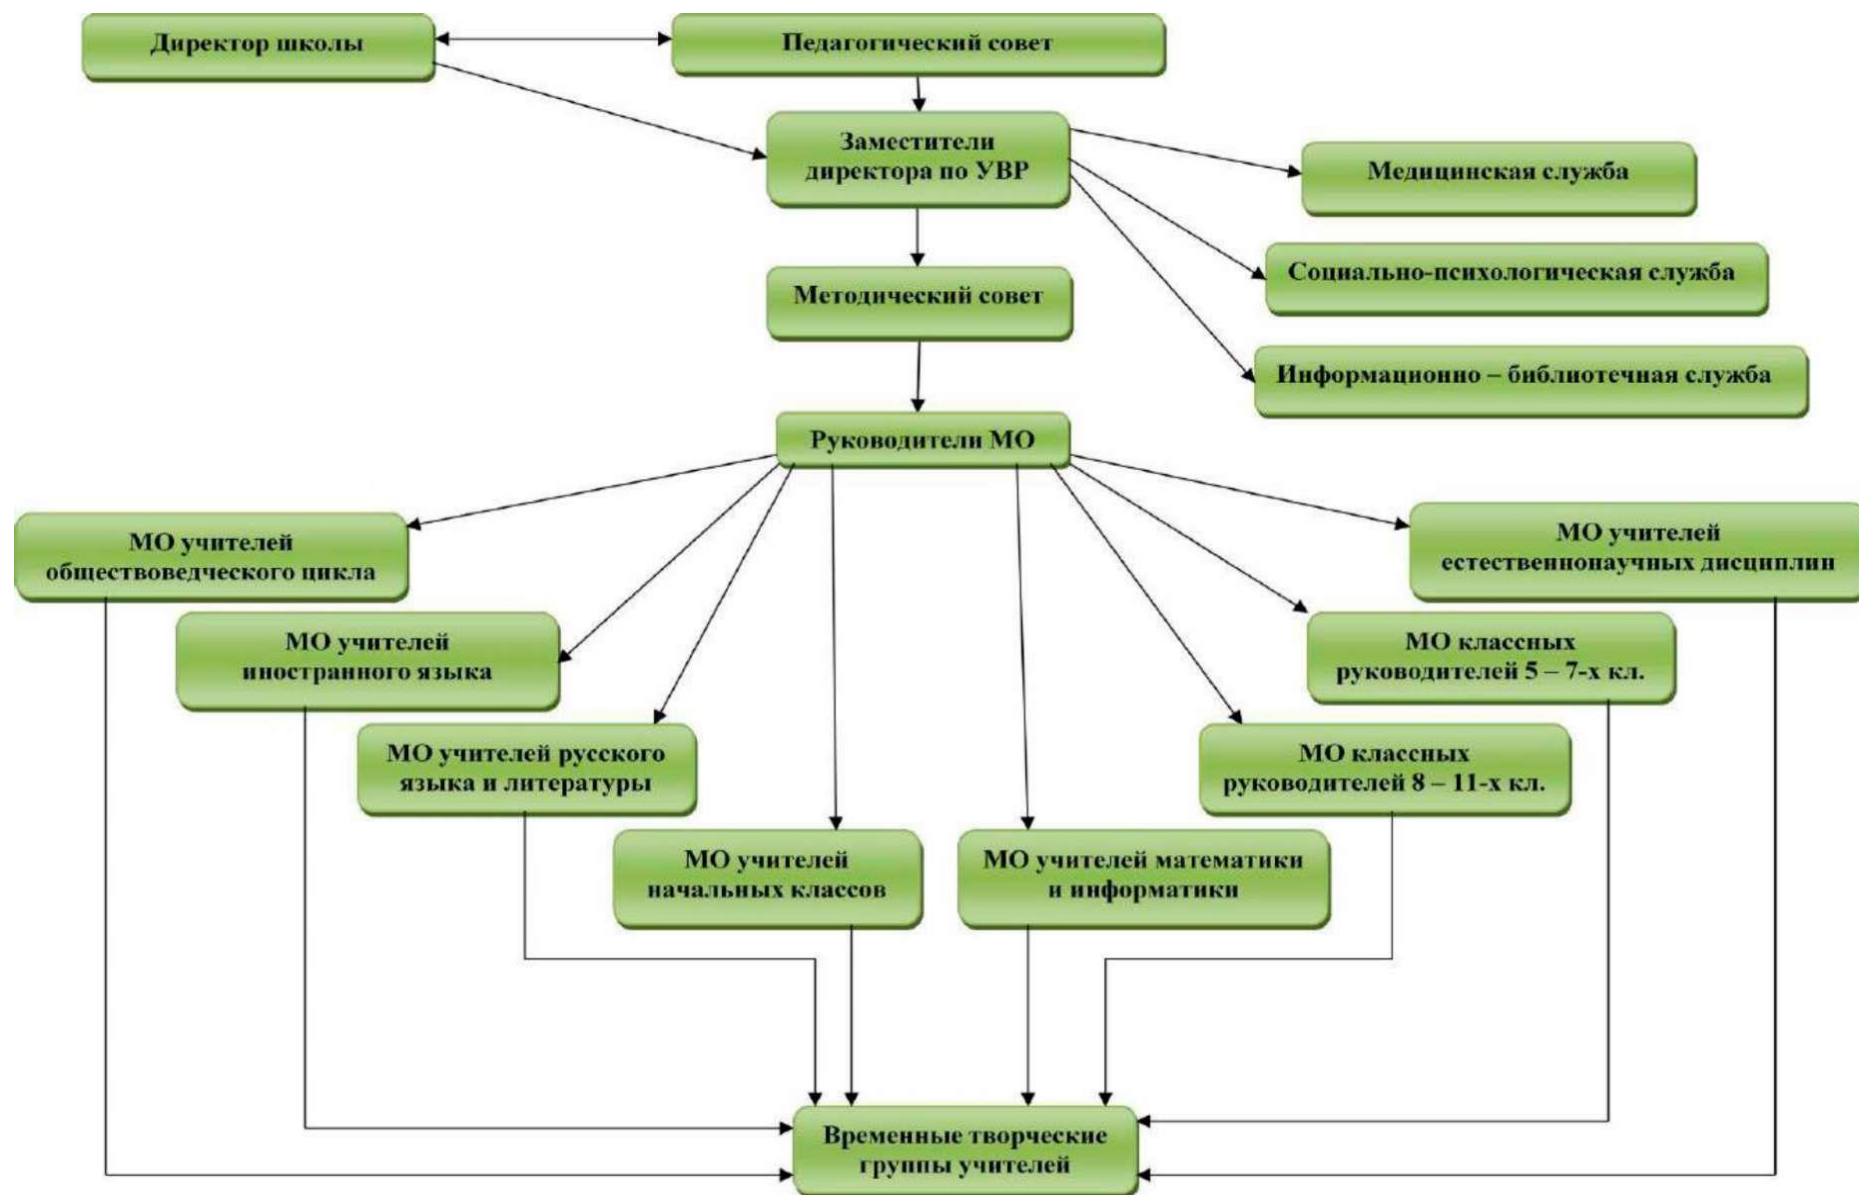 Директор школы
Педагогический совет
Заместители
директора по УВР
Медицинская служба
Социально-психологическая служба
Методический совет
Информационно – библиотечная служба
Руководители МО
МО учителей
обществоведческого цикла
МО учителей
естественнонаучных дисциплин
МО учителей
иностранного языка
МО классных
руководителей 5 – 7-х кл.
МО учителей русского
языка и литературы
МО классных
руководителей 8 – 11-х кл.
МО учителей
начальных классов
МО учителей математики
и информатики
Временные творческие
группы учителей